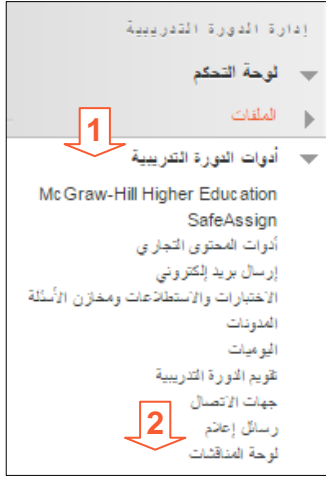 إدارة الدورة التدريبية
لوحة التحكم
الملفات
1
أدوات الدورة التدريبية
McGraw-Hill Higher Education
SafeAssign
أدوات المحتوى التجاري
إرسال بريد إلكتروني
الاختبارات والاستطلاعات ومخازن الأسئلة
المدونات
اليوميات
تقويم الدورة التدريبية
جهات الاتصال
رسائل إعلام
2
لوحة المناقشات